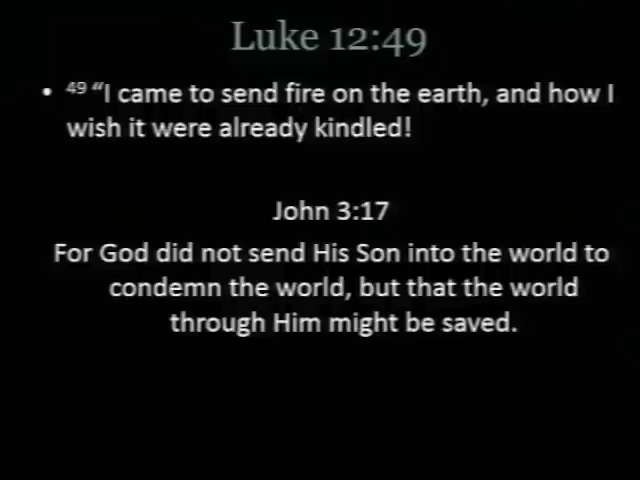 Luke 12:49
• 49 “I came to send fire on the earth, and how I
wish it were already kindled!
John 3:17
For God did not send His Son into the world to
condemn the world, but that the world
through Him might be saved.